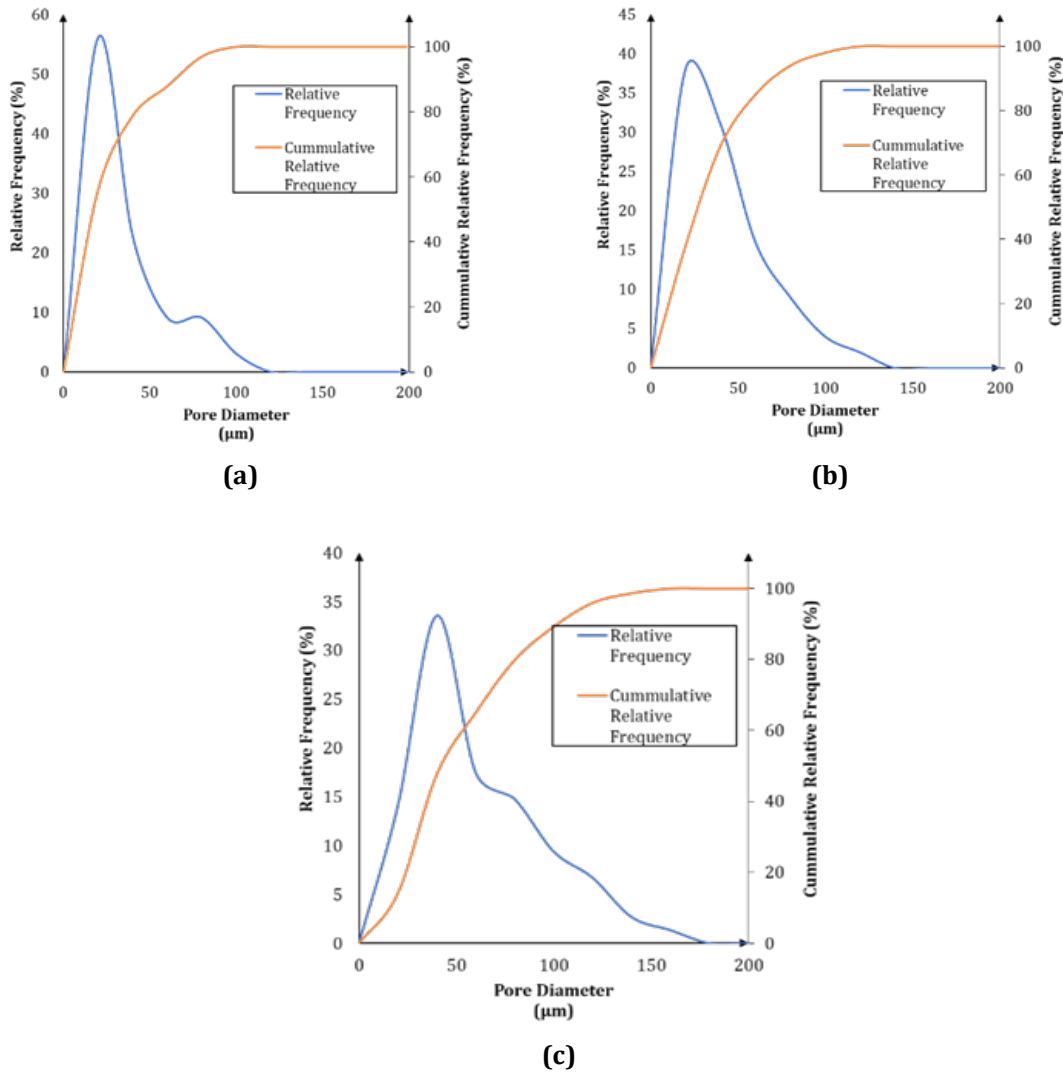 60
50
40
30
20
10
0
Relative Frequency (%)
100
80
60
40
20
0
Cummulative Relative Frequency (%)
Relative
Frequency
Cummulative
Relative
Frequency
0 50 100 150 200
Pore Diameter
(μm)
(a)
45
40
35
30
25
20
15
10
5
0
Relative Frequency (%)
100
80
60
40
20
0
Cummulative Relative Frequency (%)
Relative
Frequency
Cummulative
Relative
Frequency
0 50 100 150 200
Pore Diameter
(μm)
(b)
40
35
30
25
20
15
10
5
0
Relative Frequency (%)
100
80
60
40
20
0
Cummulative Relative Frequency (%)
Relative
Frequency
Cummulative
Relative
Frequency
0 50 100 150 200
Pore Diameter
(μm)
(c)